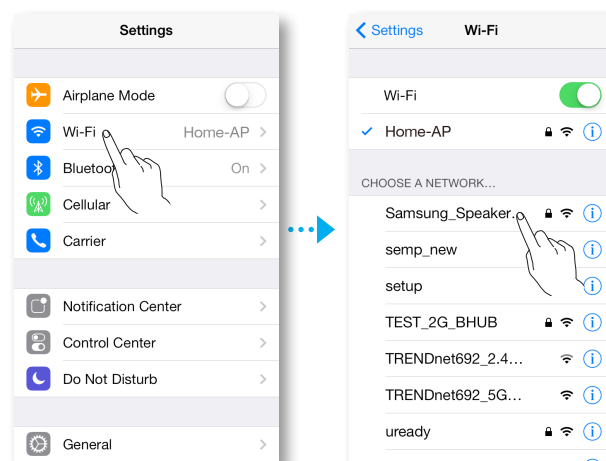 Settings
Airplane Mode
Wi-Fi Home-AP
Bluetoo On
Cellular
Carrier
Notification Center
Control Center
Do Not Disturb
General
Settings Wi-Fi
Wi-Fi
Home-AP
CHOOSE A NETWORK...
Samsung_Speaker...
semp_new
setup
TEST_2G_BHUB
TRENDnet692_2.4...
TRENDnet692_5G...
uready